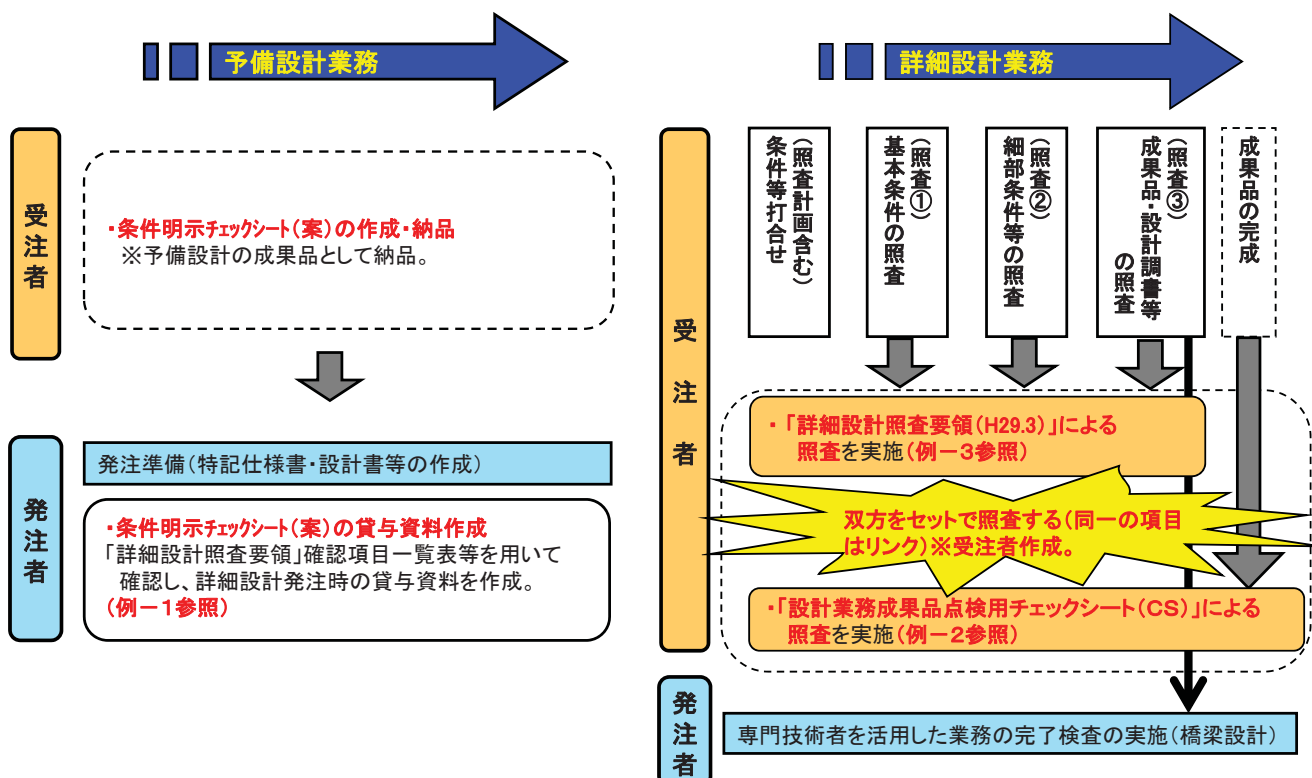 予備設計業務
受注者
・条件明示チェックシート(案)の作成・納品
※予備設計の成果品として納品。
発注者
発注準備(特記仕様書・設計書等の作成)
・条件明示チェックシート(案)の貸与資料作成
「詳細設計照査要領」確認項目一覧表等を用いて
確認し、詳細設計発注時の貸与資料を作成。
(例-1参照)
詳細設計業務
受注者
条件等打合せ
(照査計画含む)
(照査①)
基本条件の照査
(照査②)
細部条件等の照査
(照査③)
成果品・設計調書等
の照査
成果品の完成
・「詳細設計照査要領(H29.3)」による
照査を実施(例-3参照)
双方をセットで照査する(同一の項目
はリンク)※受注者作成。
・「設計業務成果品点検用チェックシート(CS)」による
照査を実施(例-2参照)
発注者
専門技術者を活用した業務の完了検査の実施(橋梁設計)